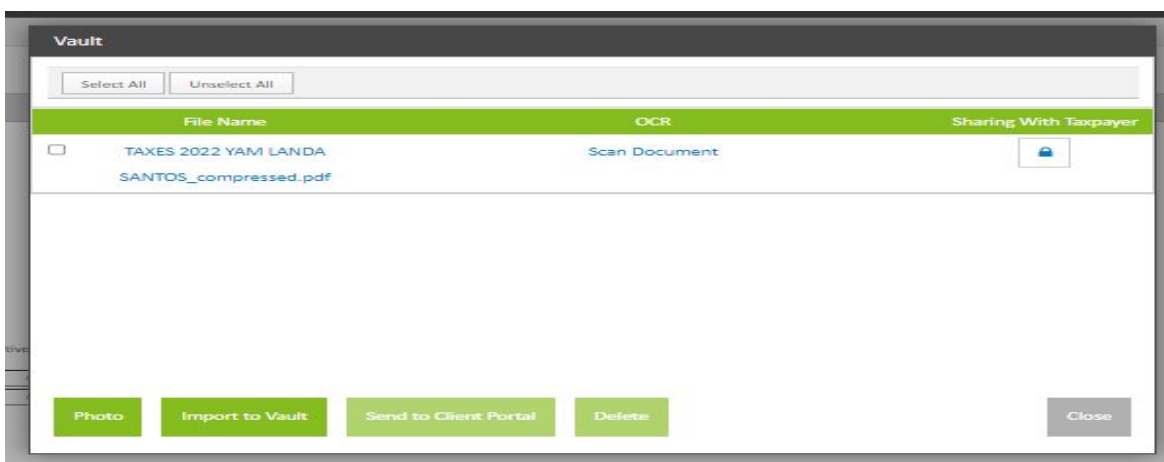 Vault
Select All Unselect All
File Name OCR Sharing With Taxpayer
TAXES 2022 YAM LANDA Scan Document
SANTOS_compressed.pdf
Photo Import to Vault Send to Client Portal Delete Close